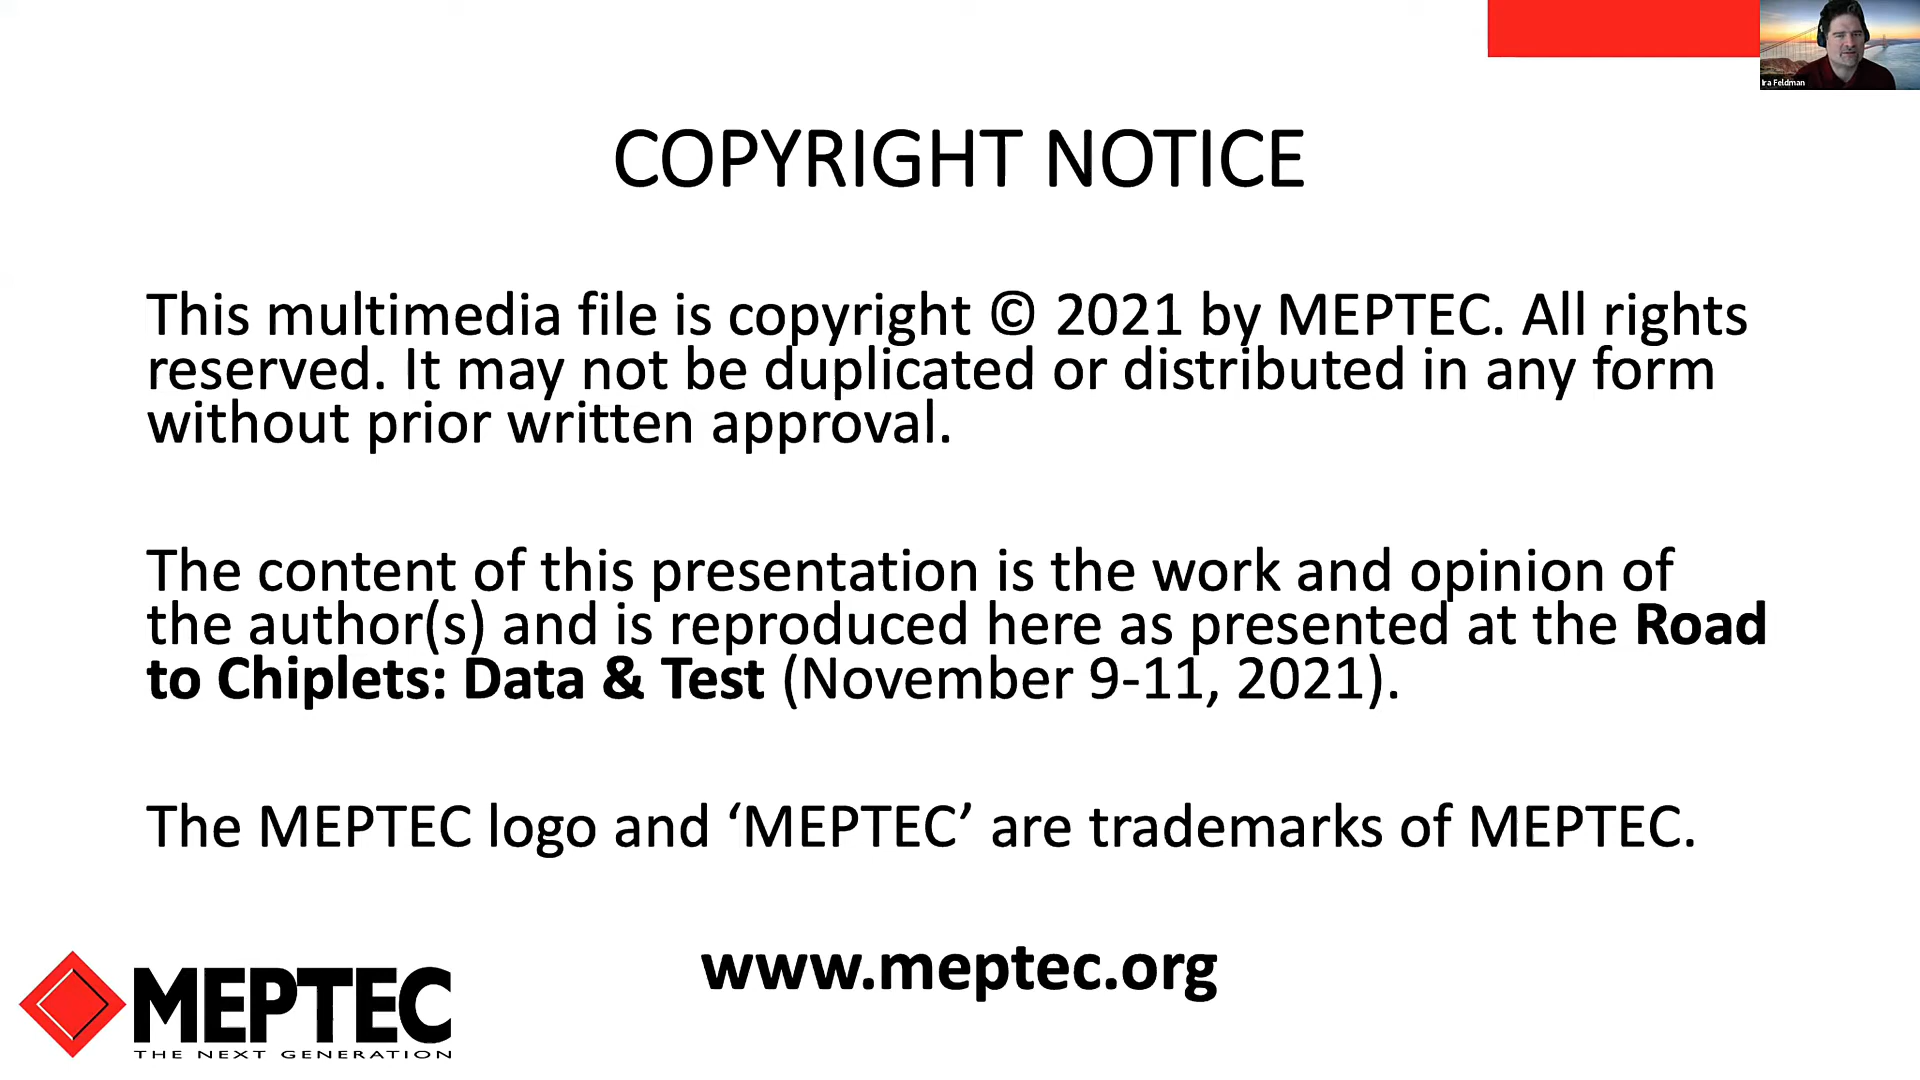 Ira Feldman
COPYRIGHT NOTICE
This multimedia file is copyright © 2021 by MEPTEC. All rights
reserved. It may not be duplicated or distributed in any form
without prior written approval.
The content of this presentation is the work and opinion of
the author(s) and is reproduced here as presented at the Road
to Chiplets: Data & Test (November 9-11, 2021).
The MEPTEC logo and ‘MEPTEC’ are trademarks of MEPTEC.
www.meptec.org
MEPTEC
THE NEXT GENERATION